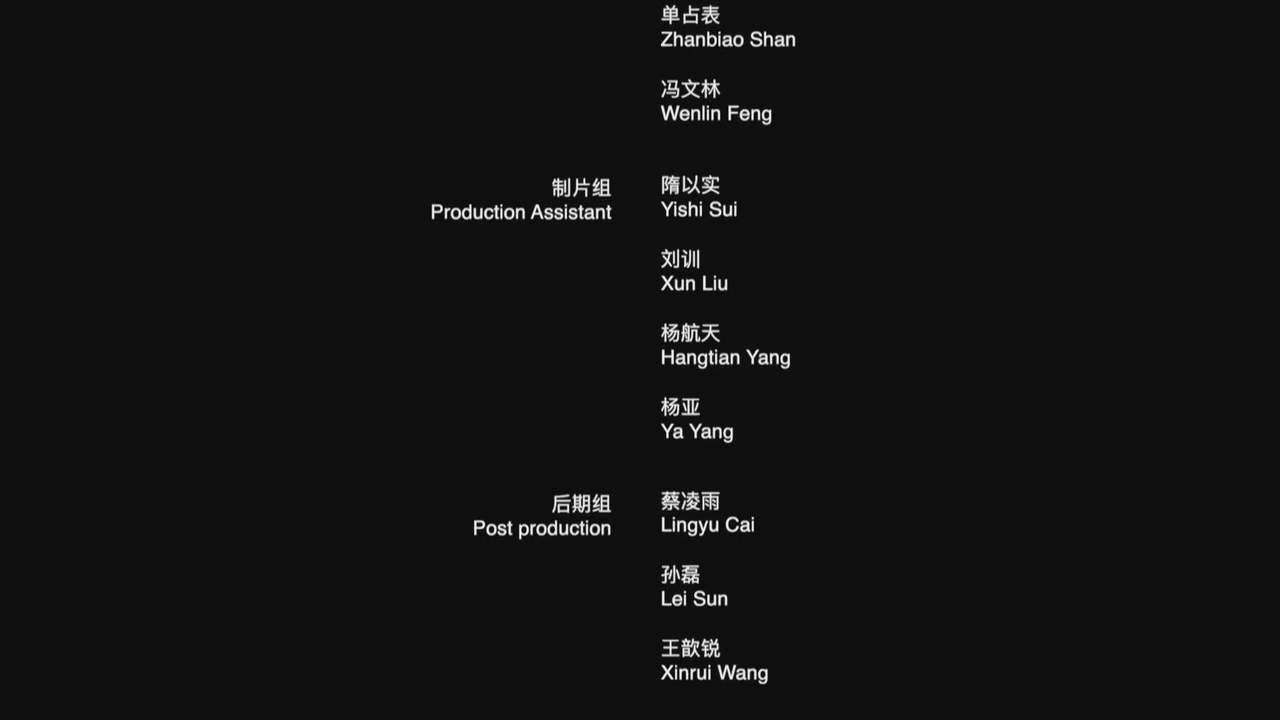 单占表
Zhanbiao Shan
冯文林
Wenlin Feng
制片组
Production Assistant
隋以实
Yishi Sui
刘训
Xun Liu
杨航天
Hangtian Yang
杨亚
Ya Yang
后期组
Post production
蔡凌雨
Lingyu Cai
孙磊
Lei Sun
王歆锐
Xinrui Wang